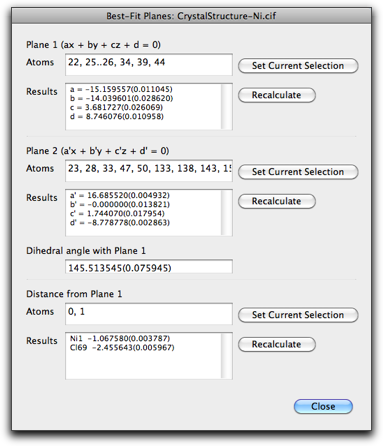 Best-Fit Planes: CrystalStructure-Ni.cif
Plane 1 (ax + by + cz + d = 0)
Atoms 22, 25..26, 34, 39, 44 Set Current Selection
Results a = -15.159557(0.011045) Recalculate
b = -14.039601(0.028620)
c = 3.681727(0.026069)
d = 8.746076(0.010958)
Plane 2 (a'x + b'y + c'z + d' = 0)
Atoms 23, 28, 33, 47, 50, 133, 138, 143, 15 Set Current Selection
Results a' = 16.685520(0.004932) Recalculate
b' = -0.000000(0.013821)
c' = 1.744070(0.017954)
d' = -8.778778(0.002863)
Dihedral angle with Plane 1
145.513545(0.075945)
Distance from Plane 1
Atoms 0, 1 Set Current Selection
Results Ni1 -1.067580(0.003787) Recalculate
Cl69 -2.455643(0.005967)
Close